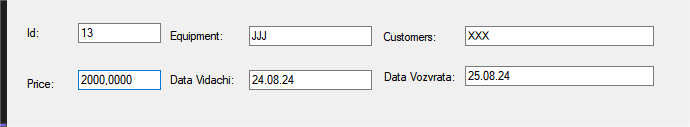 Id: 13 Equipment: JJJ Customers: XXX
Price: 2000,0000 Data Vidachi: 24.08.24 Data Vozvrata: 25.08.24